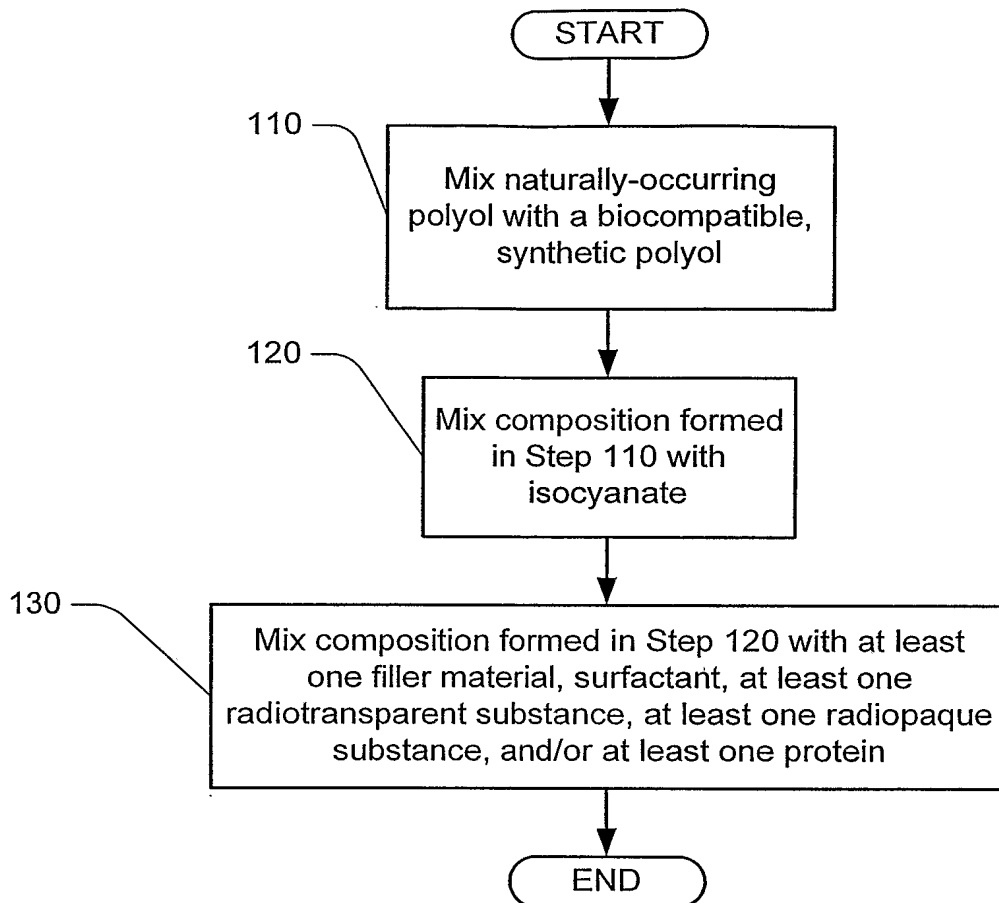 START
110
Mix naturally-occurring
polyol with a biocompatible,
synthetic polyol
120
Mix composition formed
in Step 110 with
isocyanate
130
Mix composition formed in Step 120 with at least
one filler material, surfactant, at least one
radiotransparent substance, at least one radiopaque
substance, and/or at least one protein
END